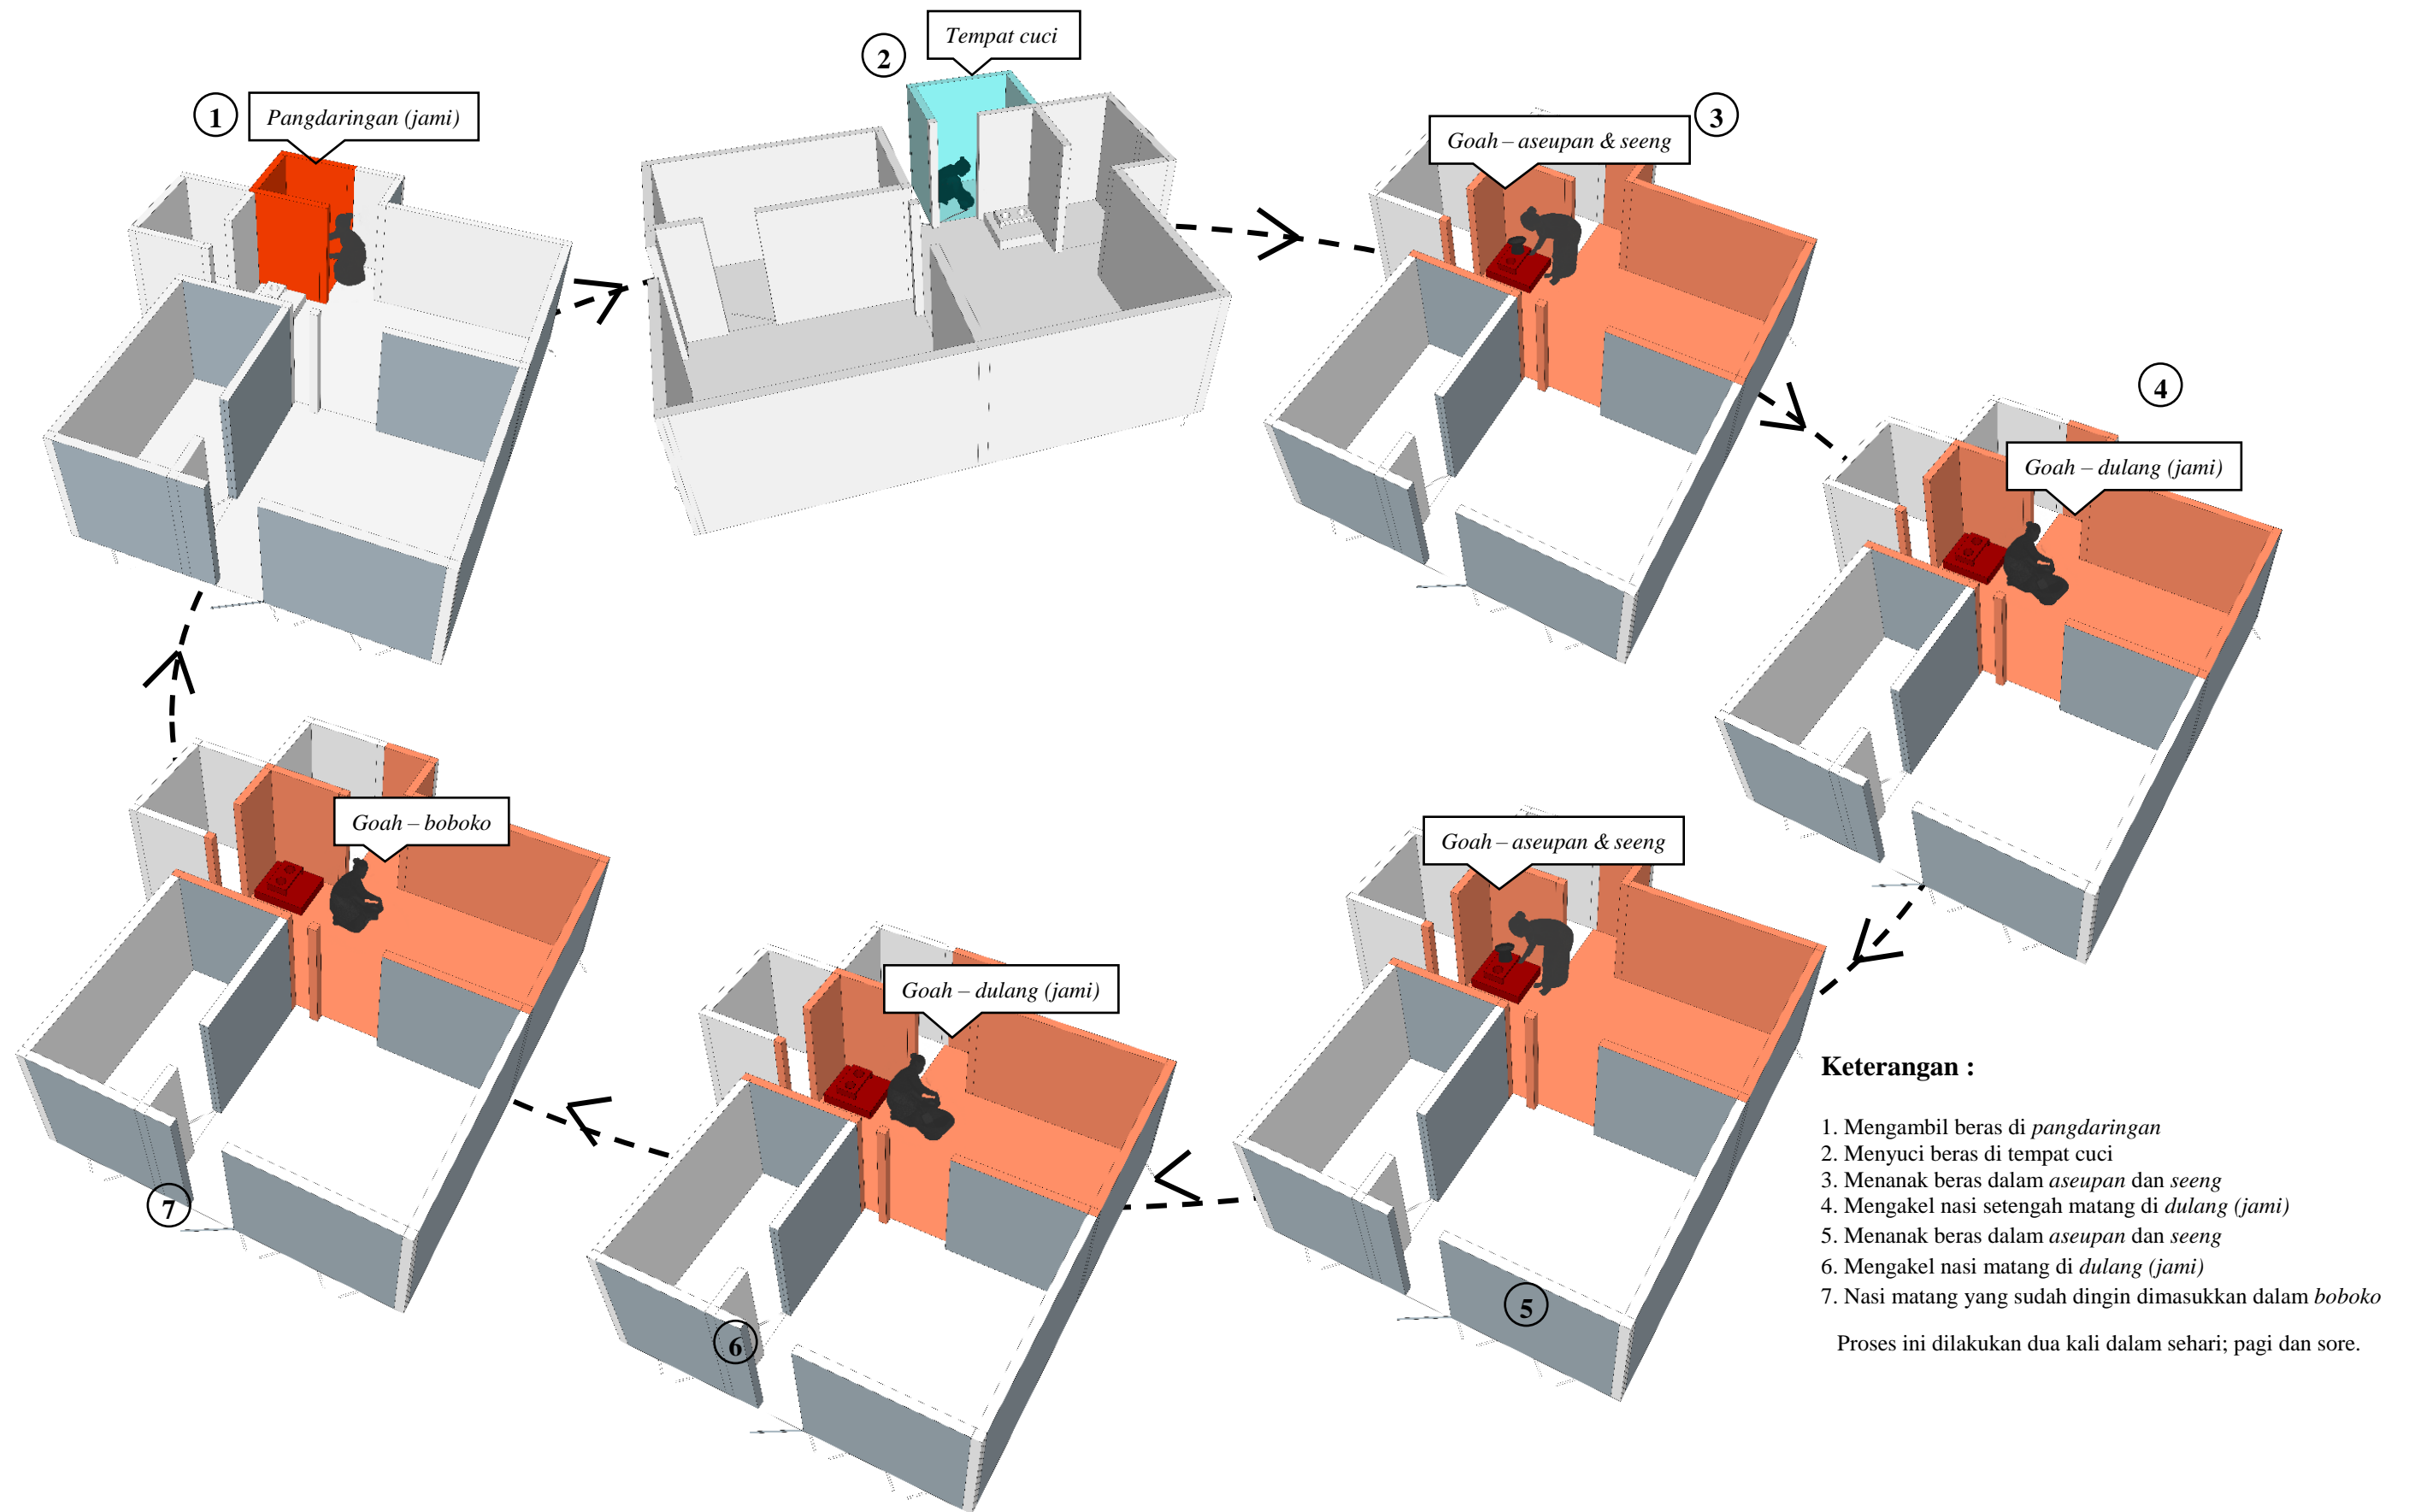 1
Pangdaringan (jami)
2
Tempat cuci
3
Goah – aseupan & seeng
4
Goah – dulang (jami)
Goah – aseupan & seeng
5
Goah – dulang (jami)
6
Goah – boboko
7
Keterangan :
1. Mengambil beras di pangdaringan
2. Menyuci beras di tempat cuci
3. Menanak beras dalam aseupan dan seeng
4. Mengakel nasi setengah matang di dulang (jami)
5. Menanak beras dalam aseupan dan seeng
6. Mengakel nasi matang di dulang (jami)
7. Nasi matang yang sudah dingin dimasukkan dalam boboko
Proses ini dilakukan dua kali dalam sehari; pagi dan sore.